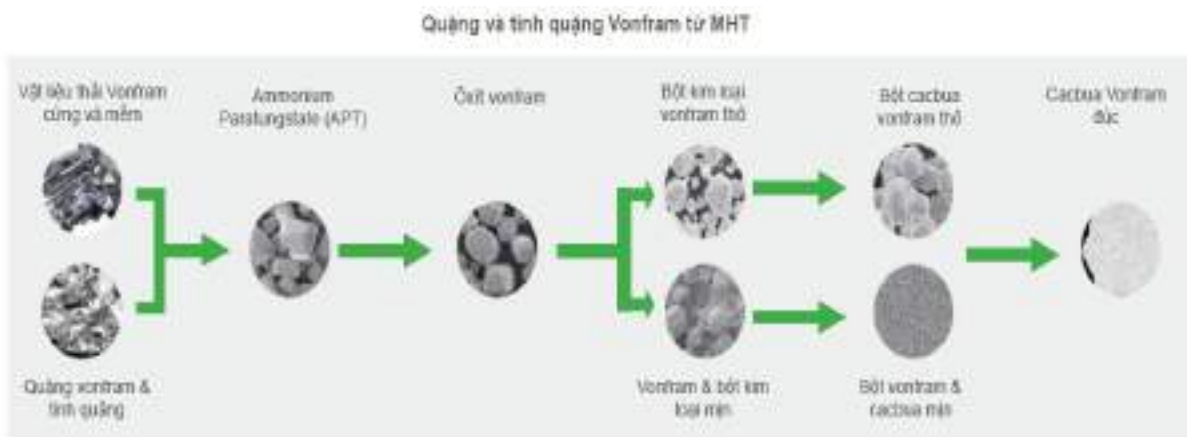 Quặng và tinh quặng Vonfram từ MHT
Vật liệu thải Vonfram
cứng và mềm
Ammonium
Paratungstate (APT)
Ôxit vonfram
Bột kim loại
vonfram thô
Bột cacbua
vonfram thô
Cacbua Vonfram
đúc
Quặng vonfram &
tinh quặng
Vonfram & bột kim
loại mịn
Bột vonfram &
cacbua mịn